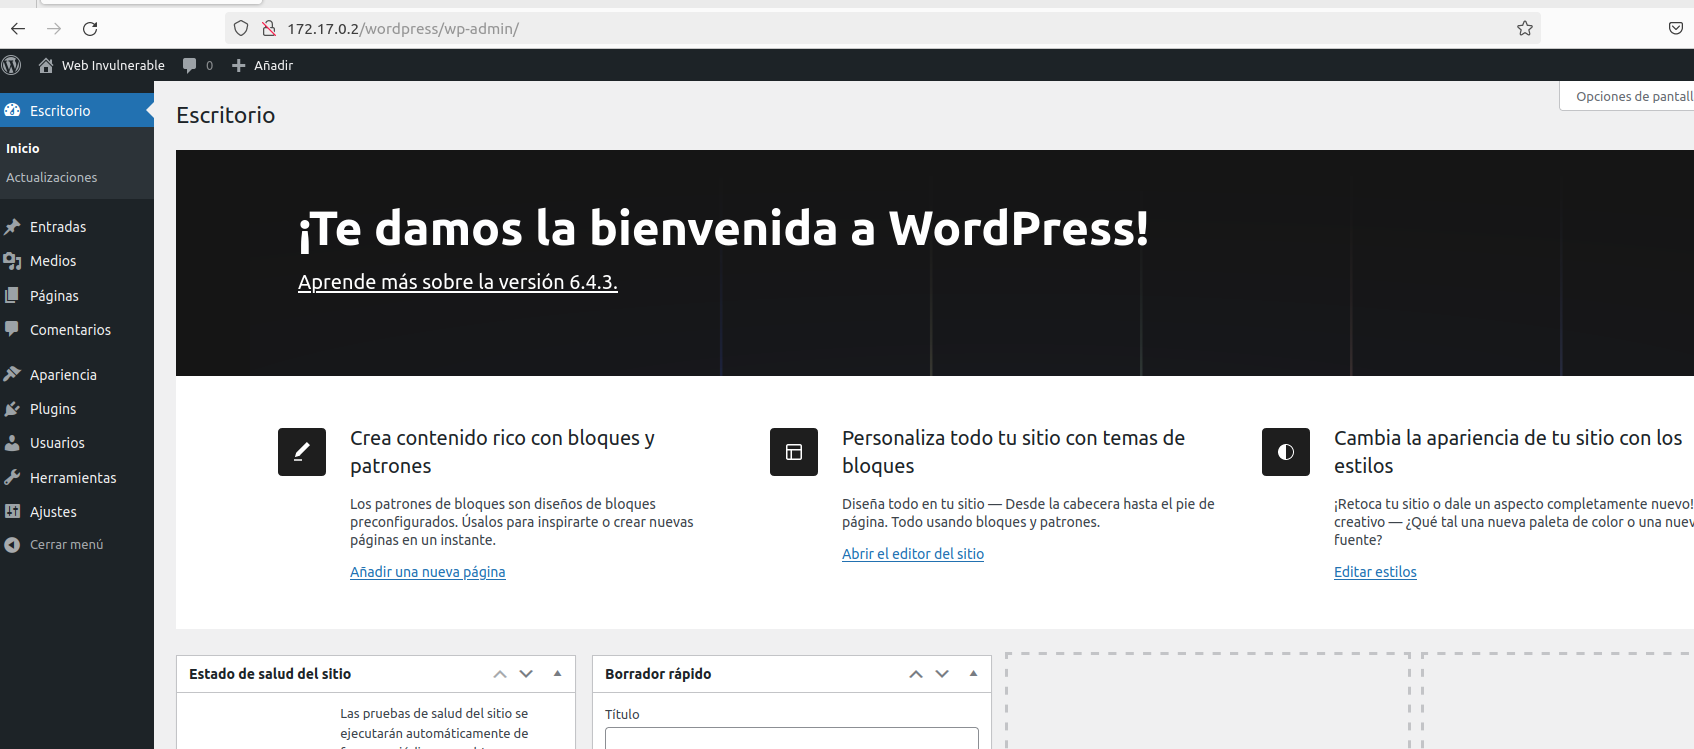 172.17.0.2/wordpress/wp-admin/
Web Invulnerable 0 Añadir
Escritorio
Inicio
Actualizaciones
Entradas
Medios
Páginas
Comentarios
Apariencia
Plugins
Usuarios
Herramientas
Ajustes
Cerrar menú
Opciones de pantall
Escritorio
¡Te damos la bienvenida a WordPress!
Aprende más sobre la versión 6.4.3.
Crea contenido rico con bloques y
patrones
Los patrones de bloques son diseños de bloques
preconfigurados. Úsalos para inspirarte o crear nuevas
páginas en un instante.
Añadir una nueva página
Personaliza todo tu sitio con temas de
bloques
Diseña todo en tu sitio — Desde la cabecera hasta el pie de
página. Todo usando bloques y patrones.
Abrir el editor del sitio
Cambia la apariencia de tu sitio con los
estilos
¡Retoca tu sitio o dale un aspecto completamente nuevo!
creativo — ¿Qué tal una nueva paleta de color o una nuev
fuente?
Editar estilos
Estado de salud del sitio
Las pruebas de salud del sitio se
ejecutarán automáticamente de
Borrador rápido
Título